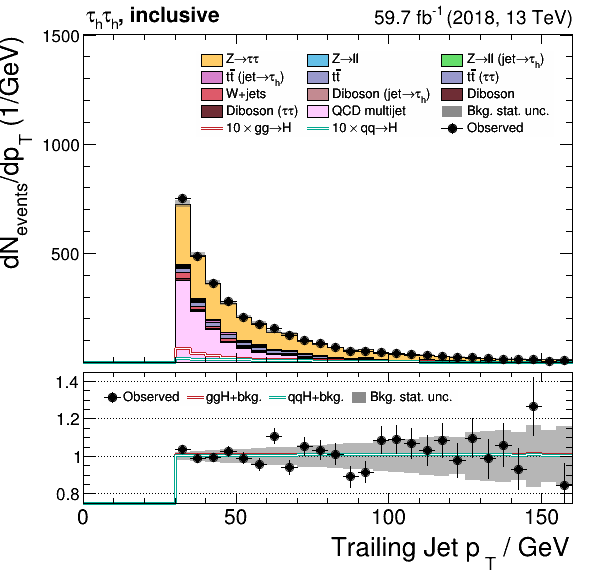 τhτh, inclusive 59.7 fb-1 (2018, 13 TeV)
dNevents/dpT (1/GeV)
1500
1000
500
Z→ττ Z→ll Z→ll (jet→τh)
tt̄ (jet→τh) tt̄ tt̄ (ττ)
W+jets Diboson (jet→τh) Diboson
Diboson (ττ) QCD multijet Bkg. stat. unc.
10 × gg→H 10 × qq→H Observed
1.4
1.2
1
0.8
Observed ggH+bkg. qqH+bkg. Bkg. stat. unc.
0 50 100 150
Trailing Jet pT / GeV